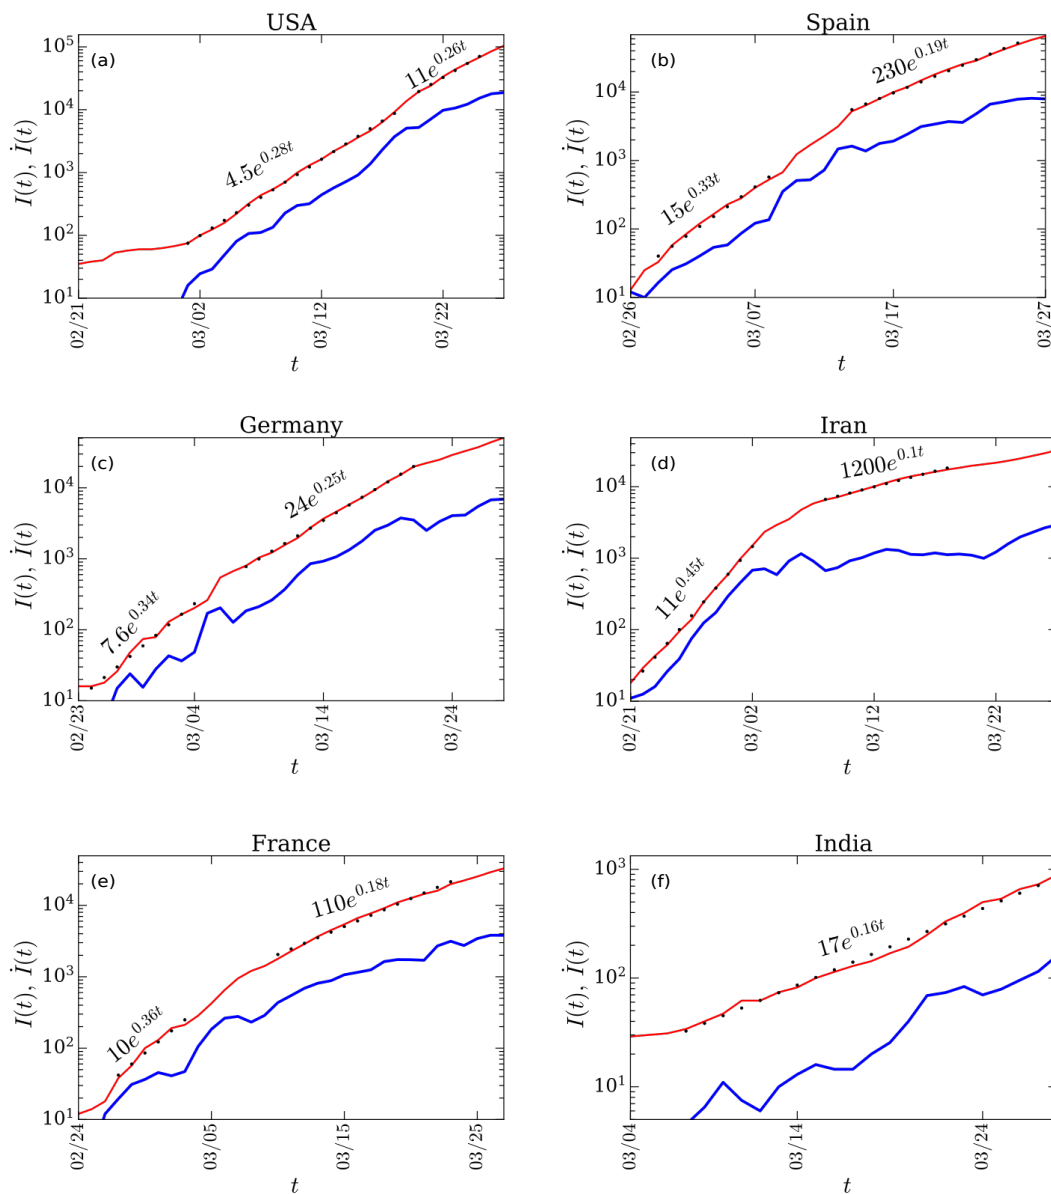 USA
(a)
10^5
10^4
10^3
10^2
10^1
I(t), İ(t)
4.5e^{0.28t}
11e^{0.26t}
02/21
03/02
03/12
03/22
t
Spain
(b)
10^4
10^3
10^2
10^1
I(t), İ(t)
15e^{0.33t}
230e^{0.19t}
02/26
03/07
03/17
03/27
t
Germany
(c)
10^4
10^3
10^2
10^1
I(t), İ(t)
7.6e^{0.34t}
24e^{0.25t}
02/23
03/04
03/14
03/24
t
Iran
(d)
10^4
10^3
10^2
10^1
I(t), İ(t)
11e^{0.45t}
1200e^{0.1t}
02/21
03/02
03/12
03/22
t
France
(e)
10^4
10^3
10^2
10^1
I(t), İ(t)
10e^{0.36t}
110e^{0.18t}
02/24
03/05
03/15
03/25
t
India
(f)
10^3
10^2
10^1
I(t), İ(t)
17e^{0.16t}
03/04
03/14
03/24
t